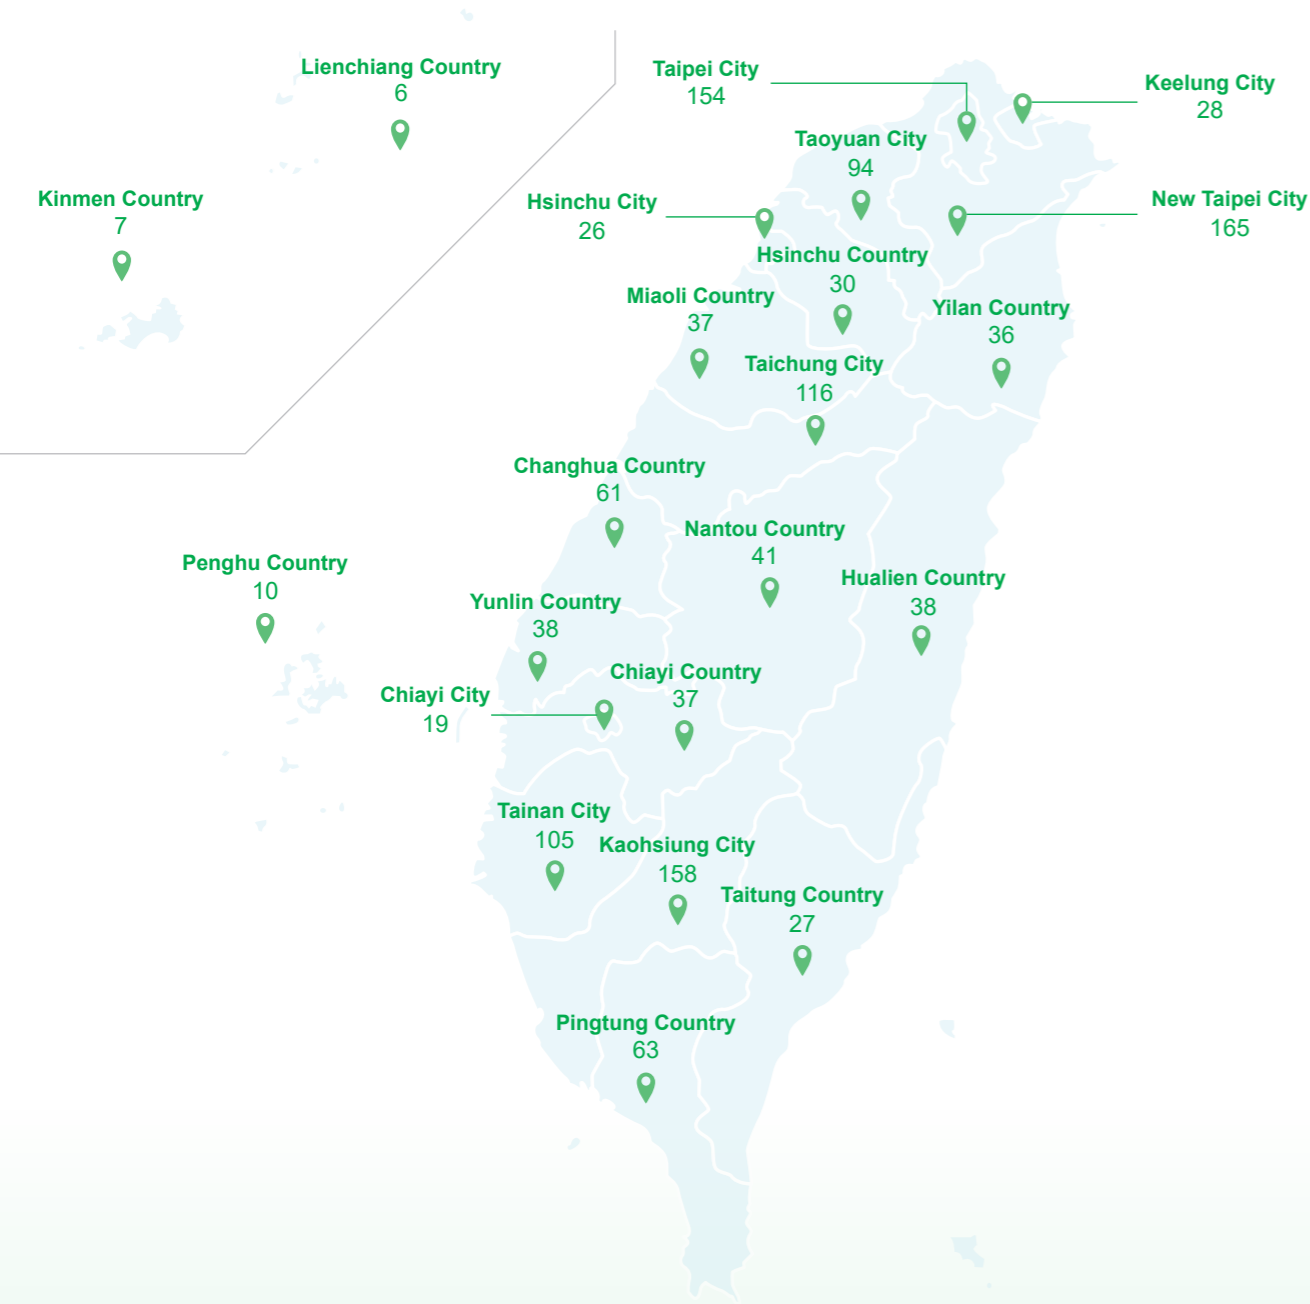 Lienchiang Country
6
Kinmen Country
7
Taipei City
154
Keelung City
28
Taoyuan City
94
Hsinchu City
26
New Taipei City
165
Hsinchu Country
30
Miaoli Country
37
Yilan Country
36
Taichung City
116
Changhua Country
61
Nantou Country
41
Penghu Country
10
Hualien Country
38
Yunlin Country
38
Chiayi Country
37
Chiayi City
19
Tainan City
105
Kaohsiung City
158
Taitung Country
27
Pingtung Country
63